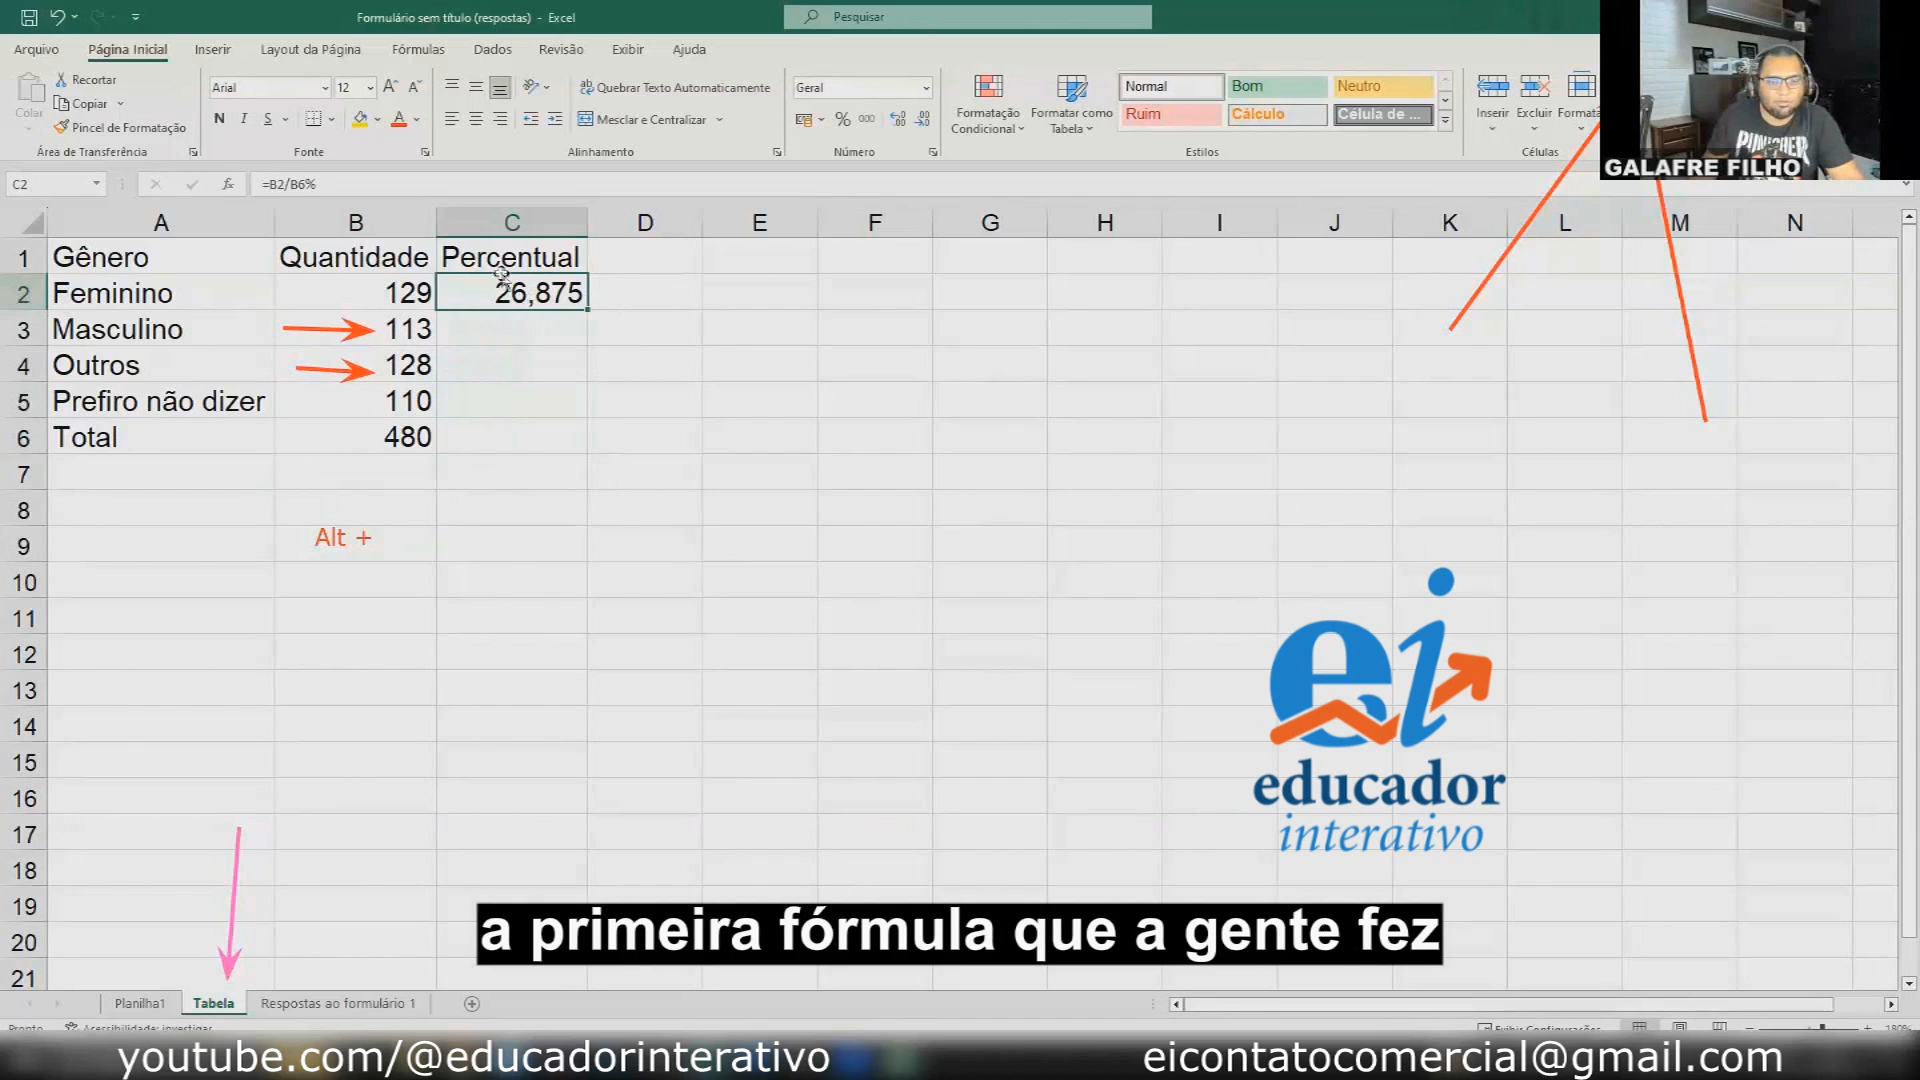 Formulário sem título (respostas) - Excel
Pesquisar
Arquivo Página Inicial Inserir Layout da Página Fórmulas Dados Revisão Exibir Ajuda
Colar
Recortar
Copiar
Pincel de Formatação
Área de Transferência
Arial 12
N I S
Fonte
Quebrar Texto Automaticamente
Mesclar e Centralizar
Alinhamento
Geral
% 000
Número
Formatação Condicional
Formatar como Tabela
Normal Bom Neutro
Ruim Cálculo Célula de ...
Estilos
Inserir Excluir Format
Células
PUNISHER
GALAFRE FILHO
C2 fx =B2/B6%
A B C D E F G H I J K L M N
1 Gênero Quantidade Percentual
2 Feminino 129 26,875
3 Masculino 113
4 Outros 128
5 Prefiro não dizer 110
6 Total 480
7
8
9 Alt +
10
11
12
13
14
15
16
17
18
19
20
21
ei
educador
interativo
a primeira fórmula que a gente fez
Planilha1 Tabela Respostas ao formulário 1
youtube.com/@educadorinterativo eicontatocomercial@gmail.com